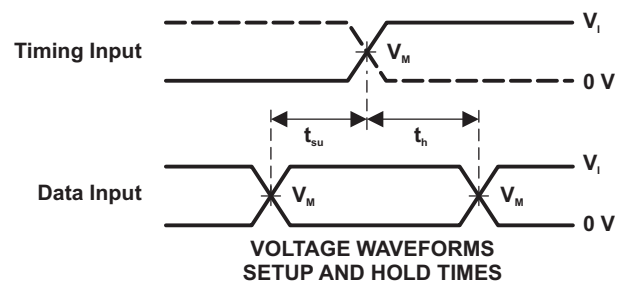 V_I
Timing Input
V_M
0 V
t_su
t_h
V_I
Data Input
V_M
V_M
0 V
VOLTAGE WAVEFORMS
SETUP AND HOLD TIMES